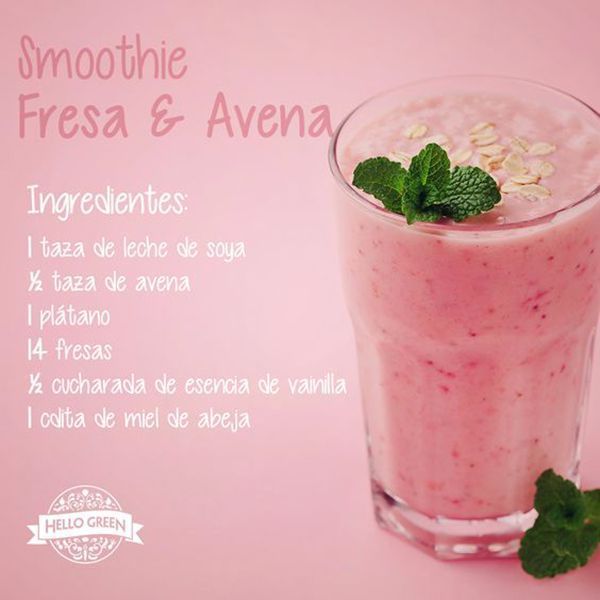 Smoothie
Fresa & Avena
Ingredientes:
1 taza de leche de soya
½ taza de avena
1 plátano
14 fresas
½ cucharada de esencia de vainilla
1 cdita de miel de abeja
HELLO GREEN